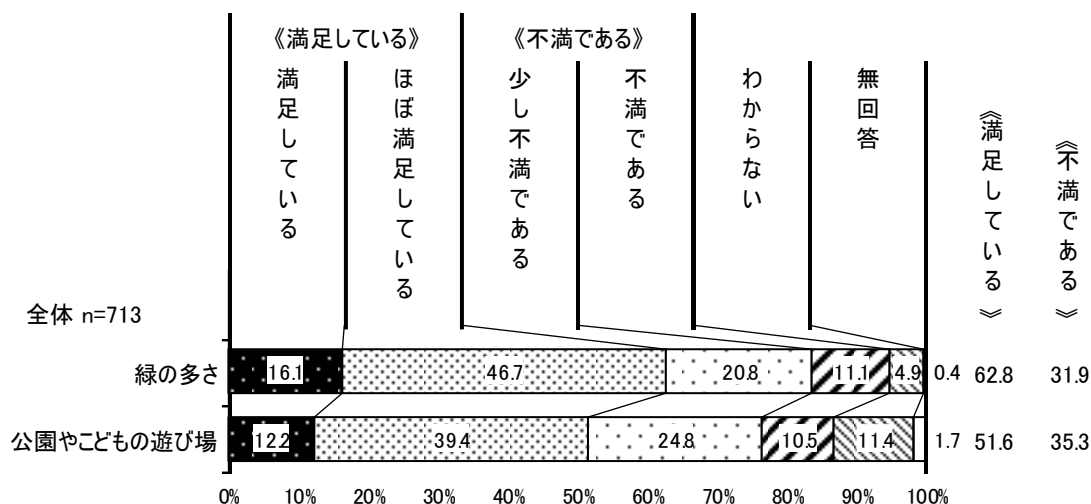 《満足している》 《不満である》
満足している
ほぼ満足している
少し不満である
不満である
わからない
無回答
《満足している》
《不満である》
全体 n=713
緑の多さ 16.1 46.7 20.8 11.1 4.9 0.4 62.8 31.9
公園やこどもの遊び場 12.2 39.4 24.8 10.5 11.4 1.7 51.6 35.3
0% 10% 20% 30% 40% 50% 60% 70% 80% 90% 100%